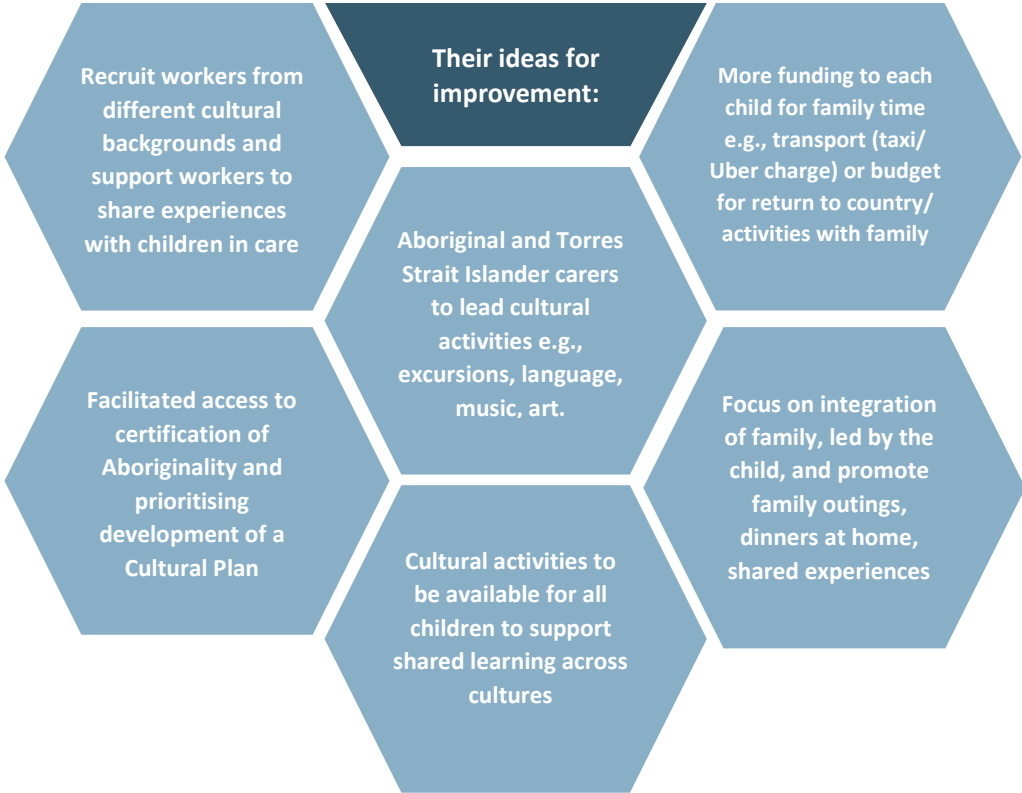 Their ideas for
improvement:
Recruit workers from
different cultural
backgrounds and
support workers to
share experiences
with children in care
More funding to each
child for family time
e.g., transport (taxi/
Uber charge) or budget
for return to country/
activities with family
Aboriginal and Torres
Strait Islander carers
to lead cultural
activities e.g.,
excursions, language,
music, art.
Facilitated access to
certification of
Aboriginality and
prioritising
development of a
Cultural Plan
Focus on integration
of family, led by the
child, and promote
family outings,
dinners at home,
shared experiences
Cultural activities to
be available for all
children to support
shared learning across
cultures